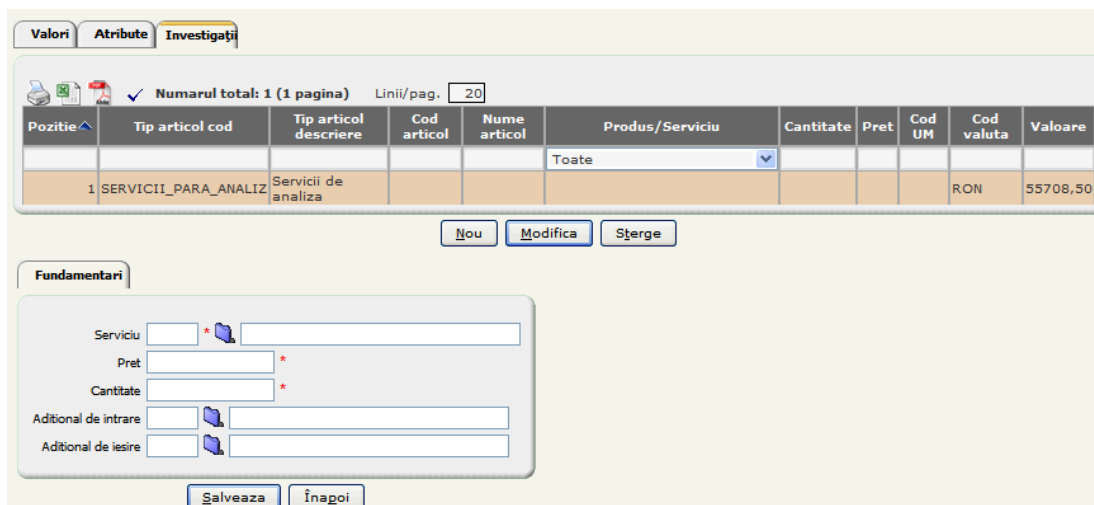 Valori Atribute Investigaţii
Numarul total: 1 (1 pagina) Linii/pag. 20
Pozitie Tip articol cod Tip articol descriere Cod articol Nume articol Produs/Serviciu Cantitate Pret Cod UM Cod valuta Valoare
Toate
1 SERVICII_PARA_ANALIZ Servicii de analiza RON 55708,50
Nou Modifica Sterge
Fundamentari
Serviciu *
Pret *
Cantitate *
Aditional de intrare
Aditional de iesire
Salveaza Înapoi